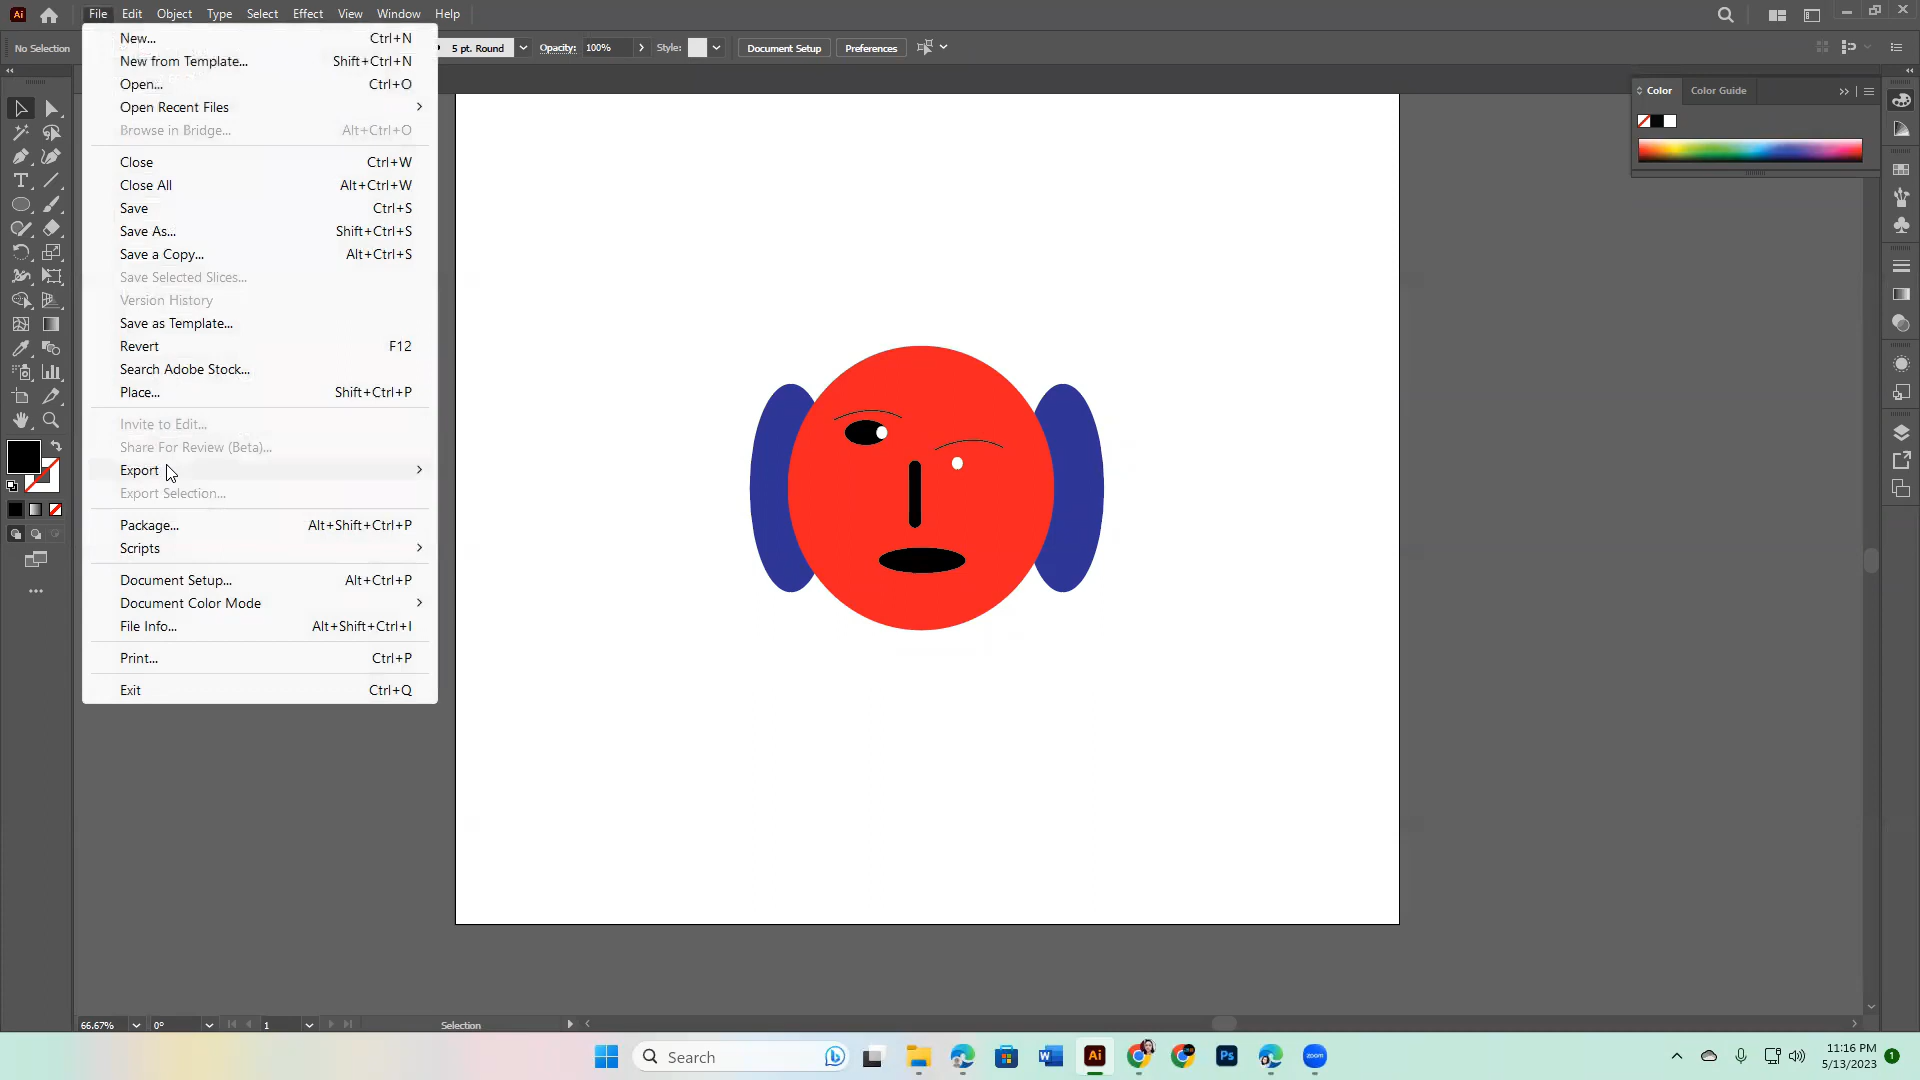 Ai File Edit Object Type Select Effect View Window Help
No Selection 5 pt. Round Opacity: 100% Style: Document Setup Preferences
New... Ctrl+N
New from Template... Shift+Ctrl+N
Open... Ctrl+O
Open Recent Files
Browse in Bridge... Alt+Ctrl+O
Close Ctrl+W
Close All Alt+Ctrl+W
Save Ctrl+S
Save As... Shift+Ctrl+S
Save a Copy... Alt+Ctrl+S
Save Selected Slices...
Version History
Save as Template...
Revert F12
Search Adobe Stock...
Place... Shift+Ctrl+P
Invite to Edit...
Share For Review (Beta)...
Export
Export Selection...
Package... Alt+Shift+Ctrl+P
Scripts
Document Setup... Alt+Ctrl+P
Document Color Mode
File Info... Alt+Shift+Ctrl+I
Print... Ctrl+P
Exit Ctrl+Q
Color Color Guide
66.67% 0° 1 Selection
Search Ai Ps zoom
11:16 PM
5/13/2023 1